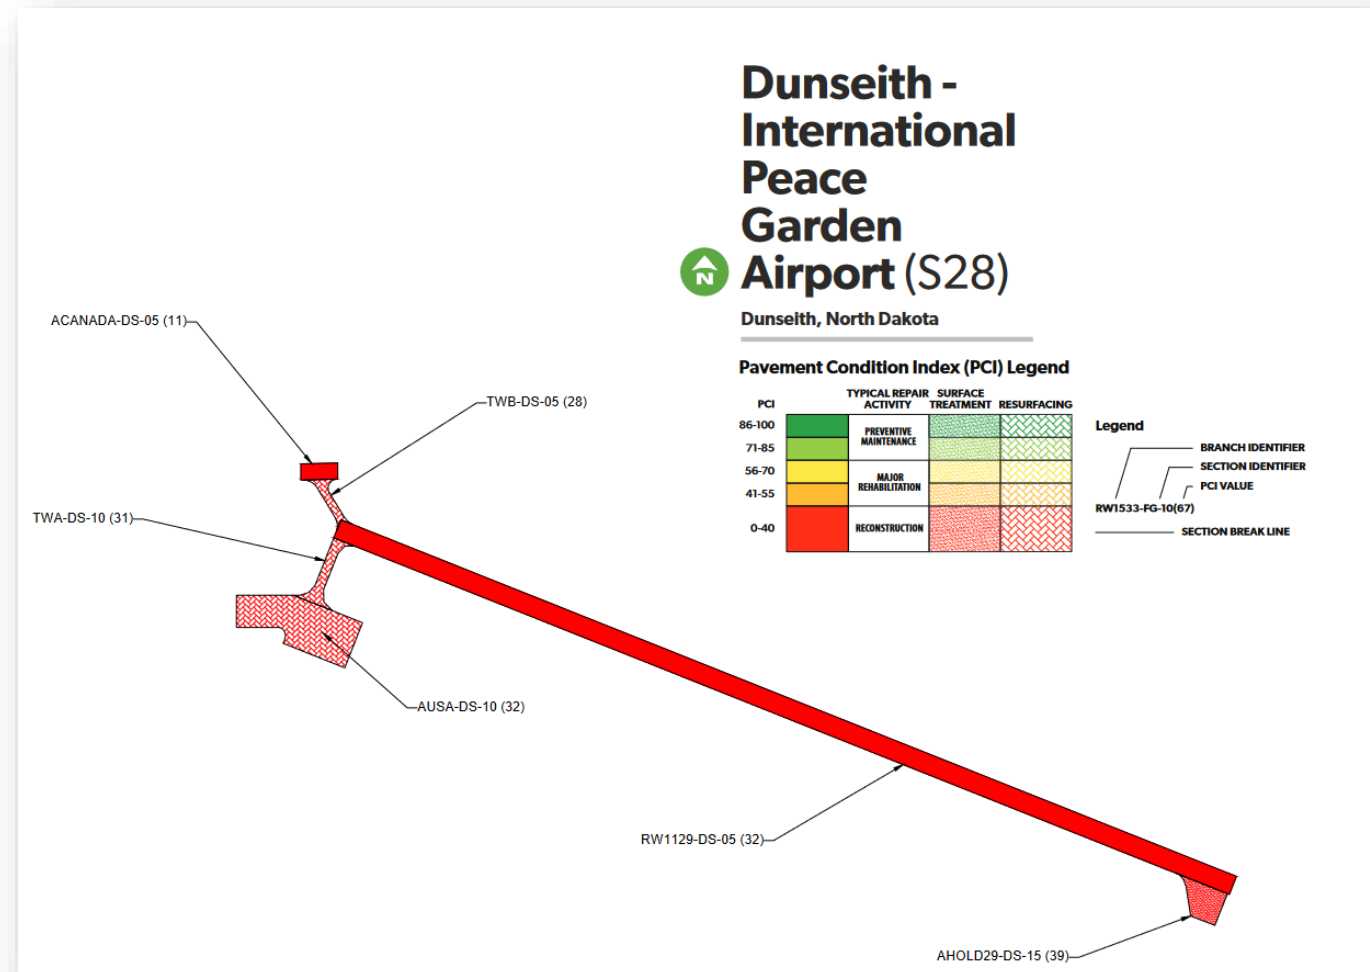 Dunseith -
International
Peace
Garden
Airport (S28)
N
Dunseith, North Dakota
Pavement Condition Index (PCI) Legend
PCI
TYPICAL REPAIR ACTIVITY
SURFACE TREATMENT
RESURFACING
86-100
PREVENTIVE MAINTENANCE
71-85
56-70
MAJOR REHABILITATION
41-55
0-40
RECONSTRUCTION
Legend
BRANCH IDENTIFIER
SECTION IDENTIFIER
PCI VALUE
RW1533-FG-10(67)
SECTION BREAK LINE
ACANADA-DS-05 (11)
TWB-DS-05 (28)
TWA-DS-10 (31)
AUSA-DS-10 (32)
RW1129-DS-05 (32)
AHOLD29-DS-15 (39)